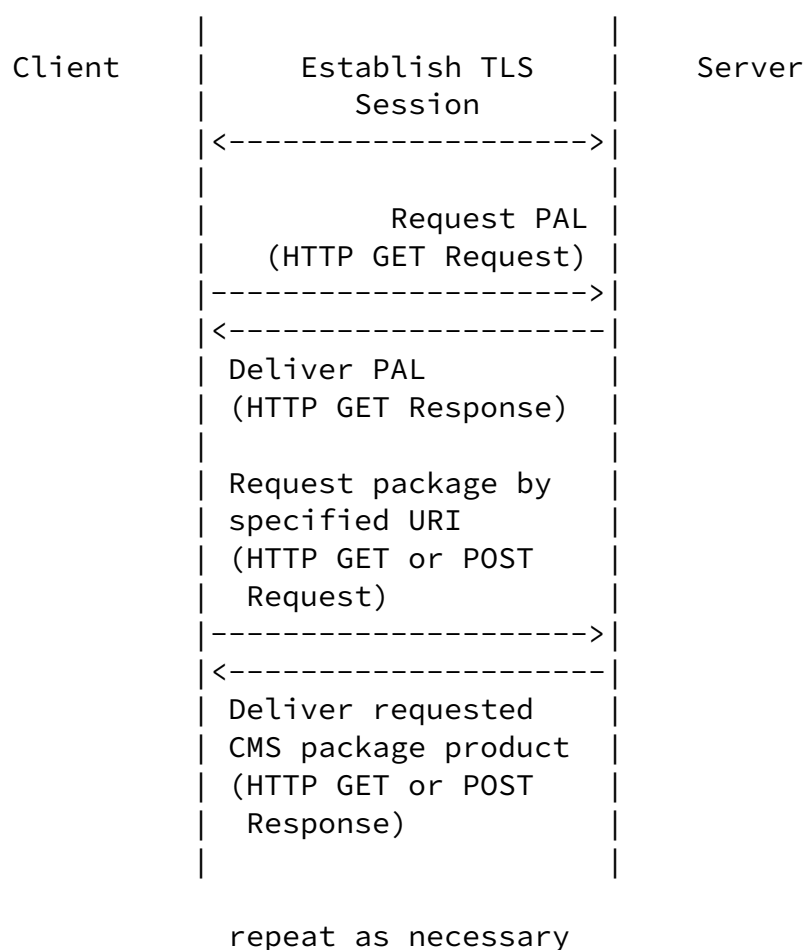 Client Establish TLS Server
Session
Request PAL
(HTTP GET Request)
Deliver PAL
(HTTP GET Response)
Request package by
specified URI
(HTTP GET or POST
Request)
Deliver requested
CMS package product
(HTTP GET or POST
Response)
repeat as necessary